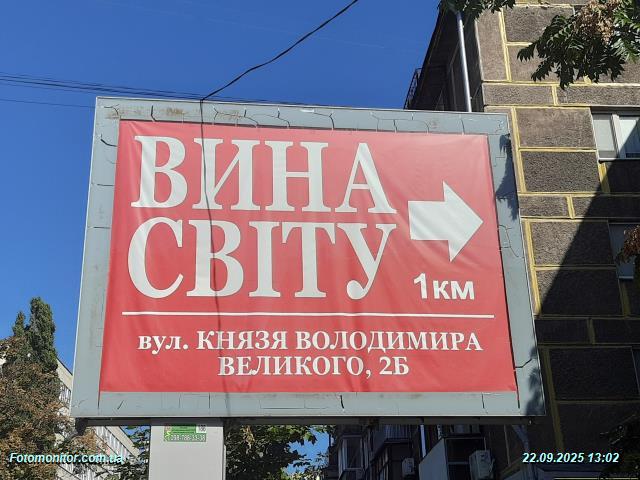 ВИНА
СВІТУ
1КМ
вул. КНЯЗЯ ВОЛОДИМИРА
ВЕЛИКОГО, 2Б
Fotomonitor.com.ua
22.09.2025 13:02